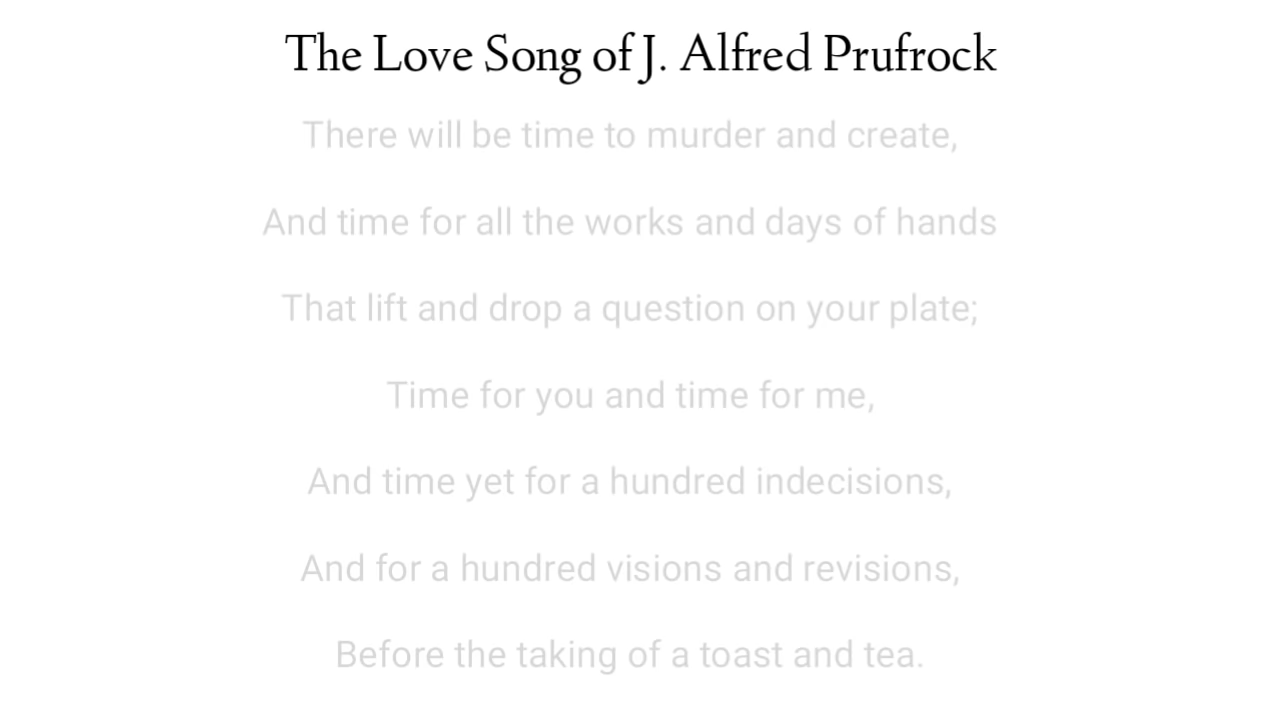 The Love Song of J. Alfred Prufrock
There will be time to murder and create,
And time for all the works and days of hands
That lift and drop a question on your plate;
Time for you and time for me,
And time yet for a hundred indecisions,
And for a hundred visions and revisions,
Before the taking of a toast and tea.